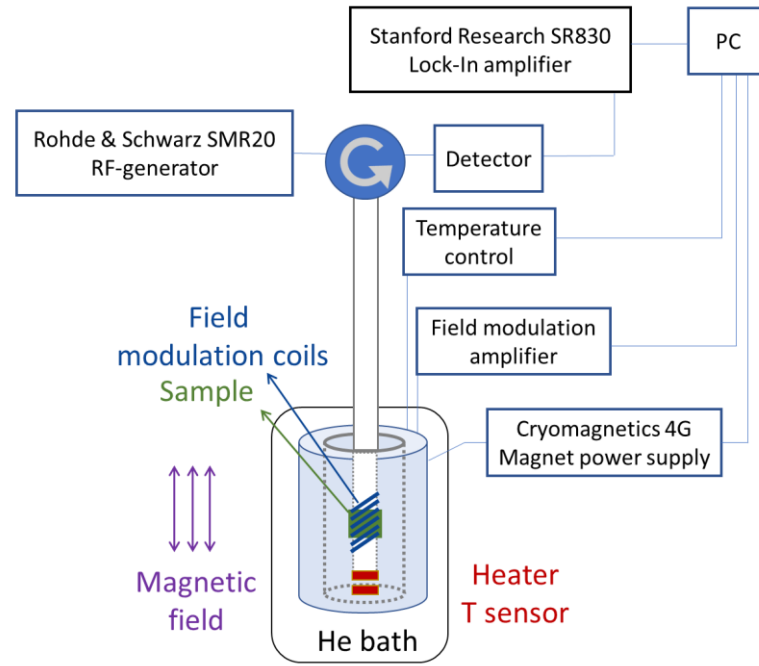 Stanford Research SR830
Lock-In amplifier
PC
Rohde & Schwarz SMR20
RF-generator
Detector
Temperature
control
Field
modulation coils
Sample
Field modulation
amplifier
Cryomagnetics 4G
Magnet power supply
Magnetic
field
Heater
T sensor
He bath